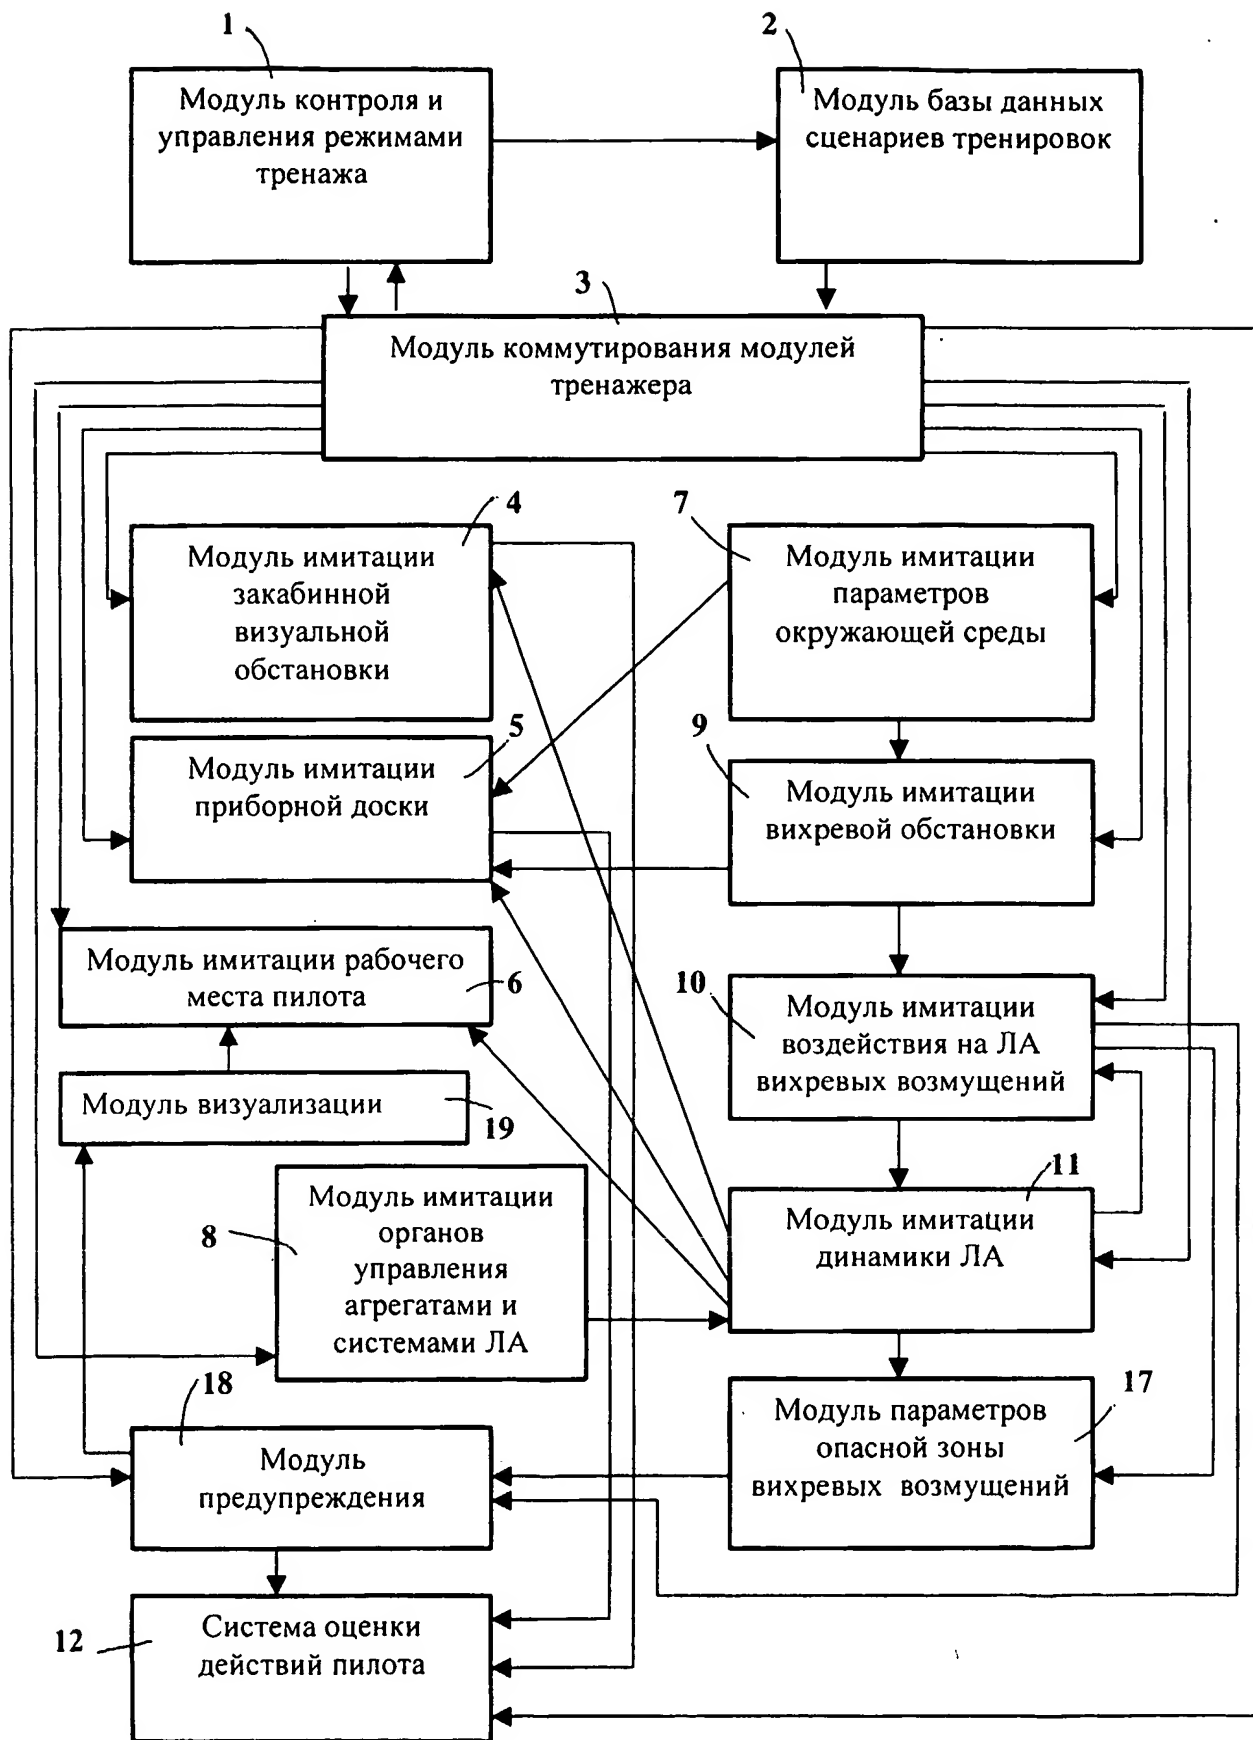 1
2
Модуль контроля и
управления режимами
тренажа
Модуль базы данных
сценариев тренировок
3
Модуль коммутирования модулей
тренажера
4
Модуль имитации
закабинной
визуальной
обстановки
7
Модуль имитации
параметров
окружающей среды
5
Модуль имитации
приборной доски
9
Модуль имитации
вихревой обстановки
Модуль имитации рабочего
места пилота
6
10
Модуль имитации
воздействия на ЛА
вихревых возмущений
Модуль визуализации
19
8
Модуль имитации
органов
управления
агрегатами и
системами ЛА
11
Модуль имитации
динамики ЛА
18
Модуль
предупреждения
17
Модуль параметров
опасной зоны
вихревых возмущений
12
Система оценки
действий пилота